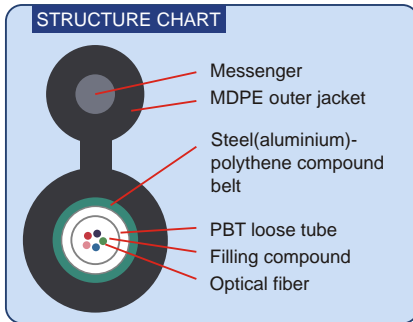 STRUCTURE CHART
Messenger
MDPE outer jacket
Steel(aluminium)-
polythene compound
belt
PBT loose tube
Filling compound
Optical fiber